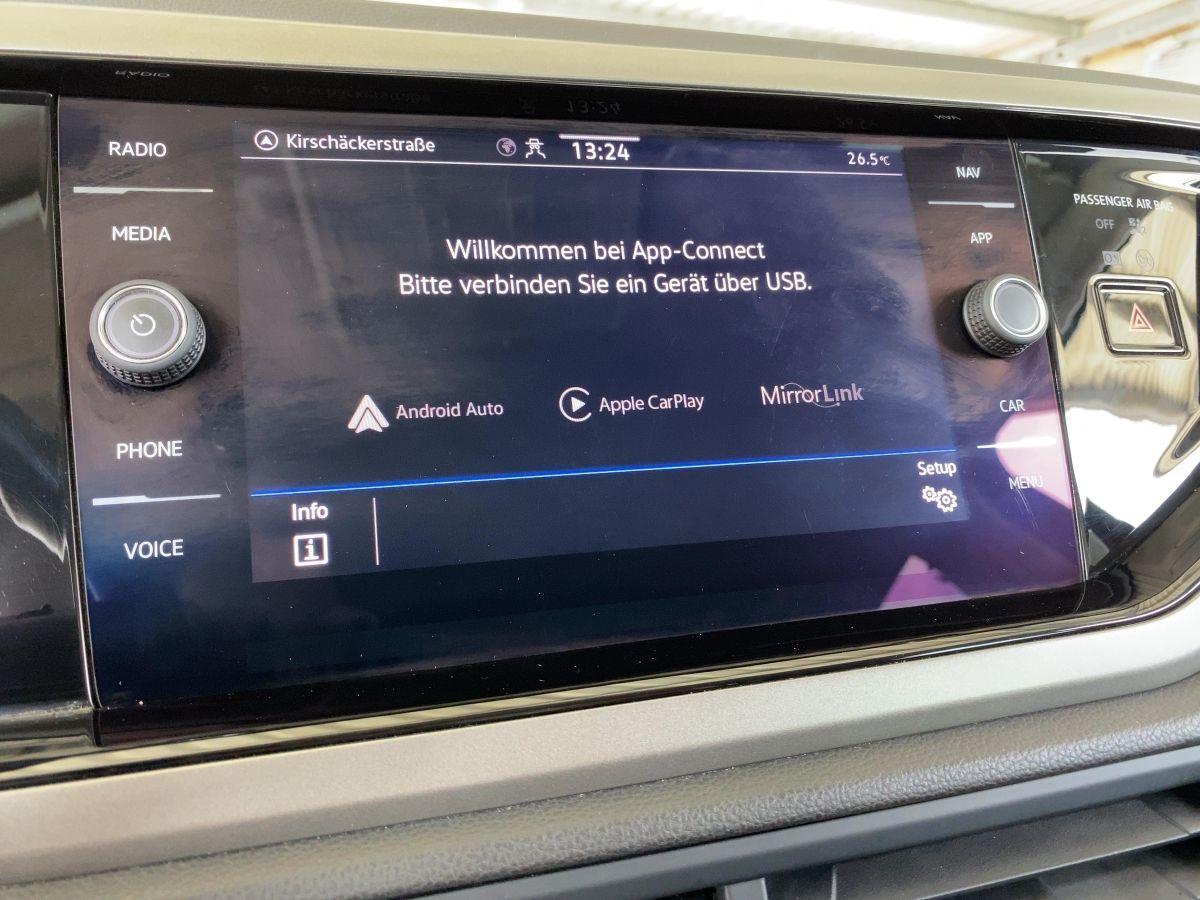 RADIO
MEDIA
PHONE
VOICE
Kirschäckerstraße
13:24
26.5°C
Willkommen bei App-Connect
Bitte verbinden Sie ein Gerät über USB.
Android Auto
Apple CarPlay
MirrorLink
Info
Setup
NAV
APP
CAR
MENU
PASSENGER AIR BAG
OFF